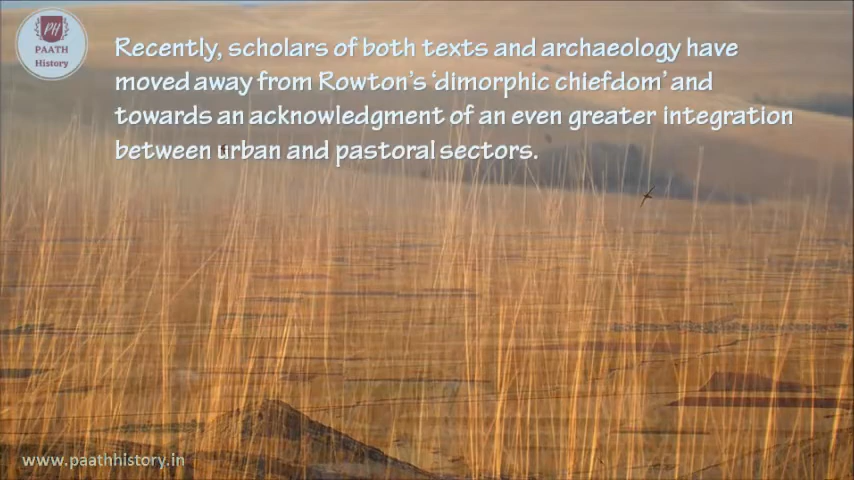 PH
PAATH
History
Recently, scholars of both texts and archaeology have
moved away from Rowton's ‘dimorphic chiefdom’ and
towards an acknowledgment of an even greater integration
between urban and pastoral sectors.
www.paathhistory.in